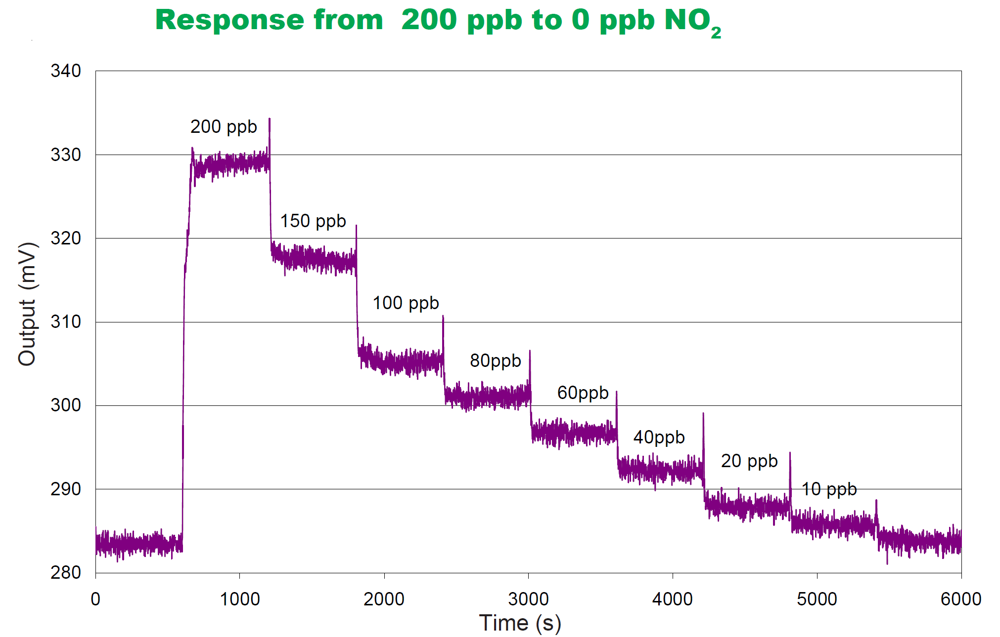 Response from 200 ppb to 0 ppb NO₂
340
330
320
310
300
290
280
Output (mV)
200 ppb
150 ppb
100 ppb
80ppb
60ppb
40ppb
20 ppb
10 ppb
0 1000 2000 3000 4000 5000 6000
Time (s)